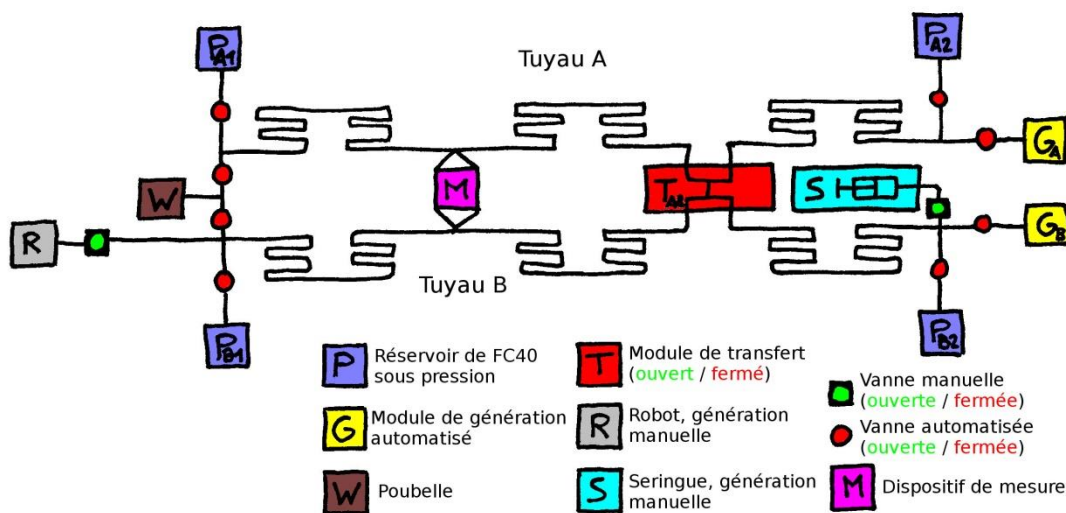 P A1
P A2
Tuyau A
G A
W
M
T AB
S
R
G B
Tuyau B
P B1
P B2
P
Réservoir de FC40
sous pression
T
Module de transfert
(ouvert / fermé)
Vanne manuelle
(ouverte / fermée)
G
Module de génération
automatisé
R
Robot, génération
manuelle
Vanne automatisée
(ouverte / fermée)
W
Poubelle
S
Seringue, génération
manuelle
M
Dispositif de mesure